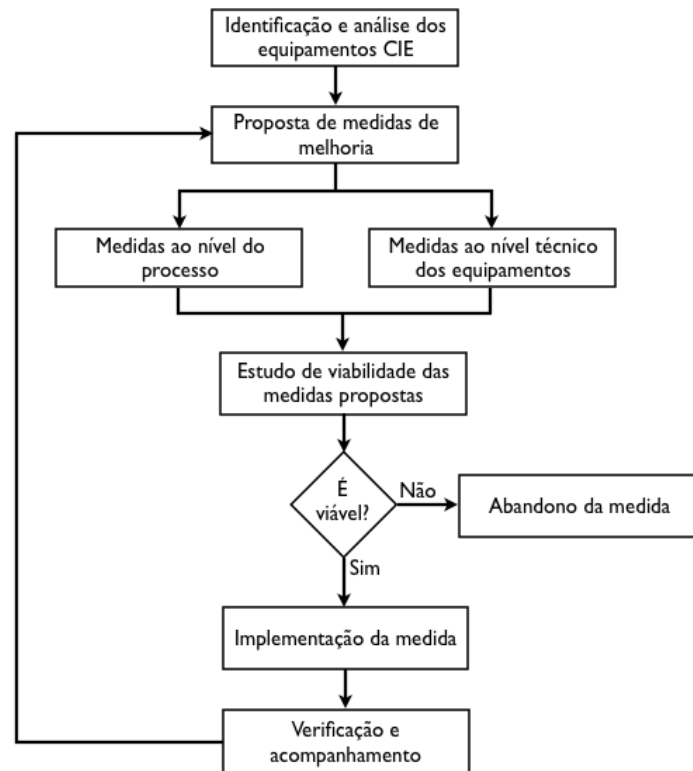 Identificação e análise dos
equipamentos CIE
Proposta de medidas de
melhoria
Medidas ao nível do
processo
Medidas ao nível técnico
dos equipamentos
Estudo de viabilidade das
medidas propostas
É
viável?
Não
Abandono da medida
Sim
Implementação da medida
Verificação e
acompanhamento